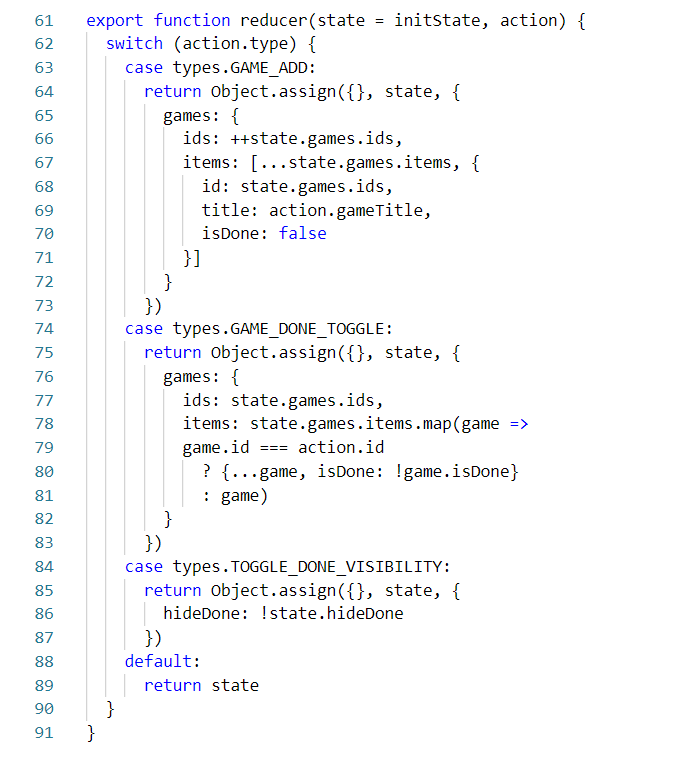 61 export function reducer(state = initState, action) {
62   switch (action.type) {
63     case types.GAME_ADD:
64       return Object.assign({}, state, {
65         games: {
66           ids: ++state.games.ids,
67           items: [...state.games.items, {
68             id: state.games.ids,
69             title: action.gameTitle,
70             isDone: false
71           }]
72         }
73       })
74     case types.GAME_DONE_TOGGLE:
75       return Object.assign({}, state, {
76         games: {
77           ids: state.games.ids,
78           items: state.games.items.map(game =>
79           game.id === action.id
80             ? {...game, isDone: !game.isDone}
81             : game)
82         }
83       })
84     case types.TOGGLE_DONE_VISIBILITY:
85       return Object.assign({}, state, {
86         hideDone: !state.hideDone
87       })
88     default:
89       return state
90   }
91 }